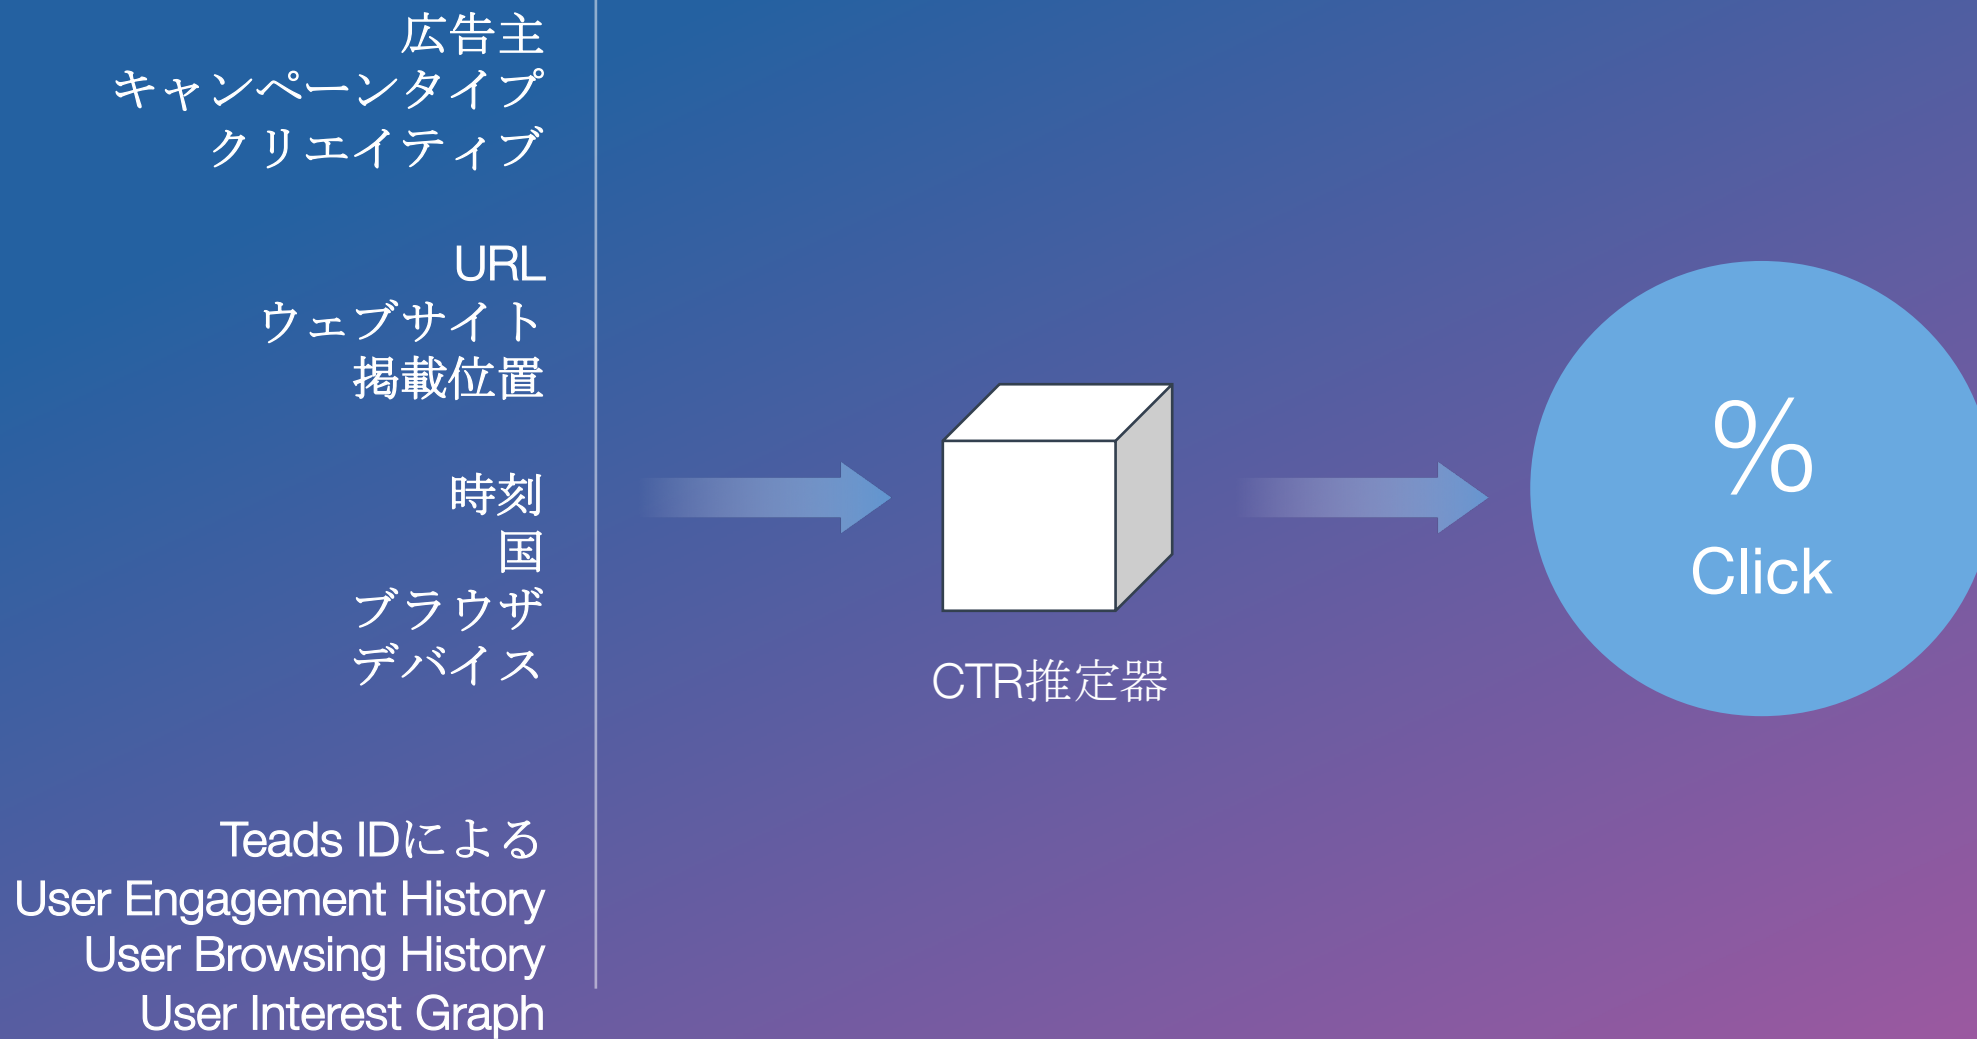 広告主
キャンペーンタイプ
クリエイティブ
URL
ウェブサイト
掲載位置
時刻
国
ブラウザ
デバイス
Teads IDによる
User Engagement History
User Browsing History
User Interest Graph
CTR推定器
%
Click